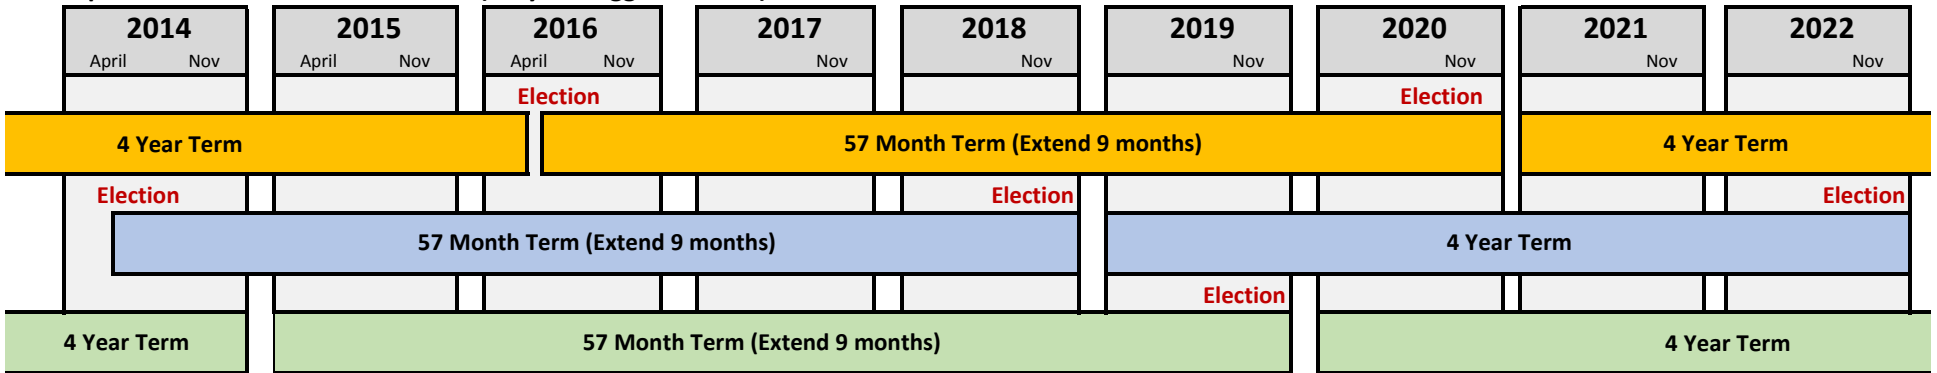 2014 2015 2016 2017 2018 2019 2020 2021 2022
April Nov April Nov April Nov Nov Nov Nov Nov Nov Nov
Election Election
4 Year Term 57 Month Term (Extend 9 months) 4 Year Term
Election Election Election
57 Month Term (Extend 9 months) 4 Year Term
Election
4 Year Term 57 Month Term (Extend 9 months) 4 Year Term